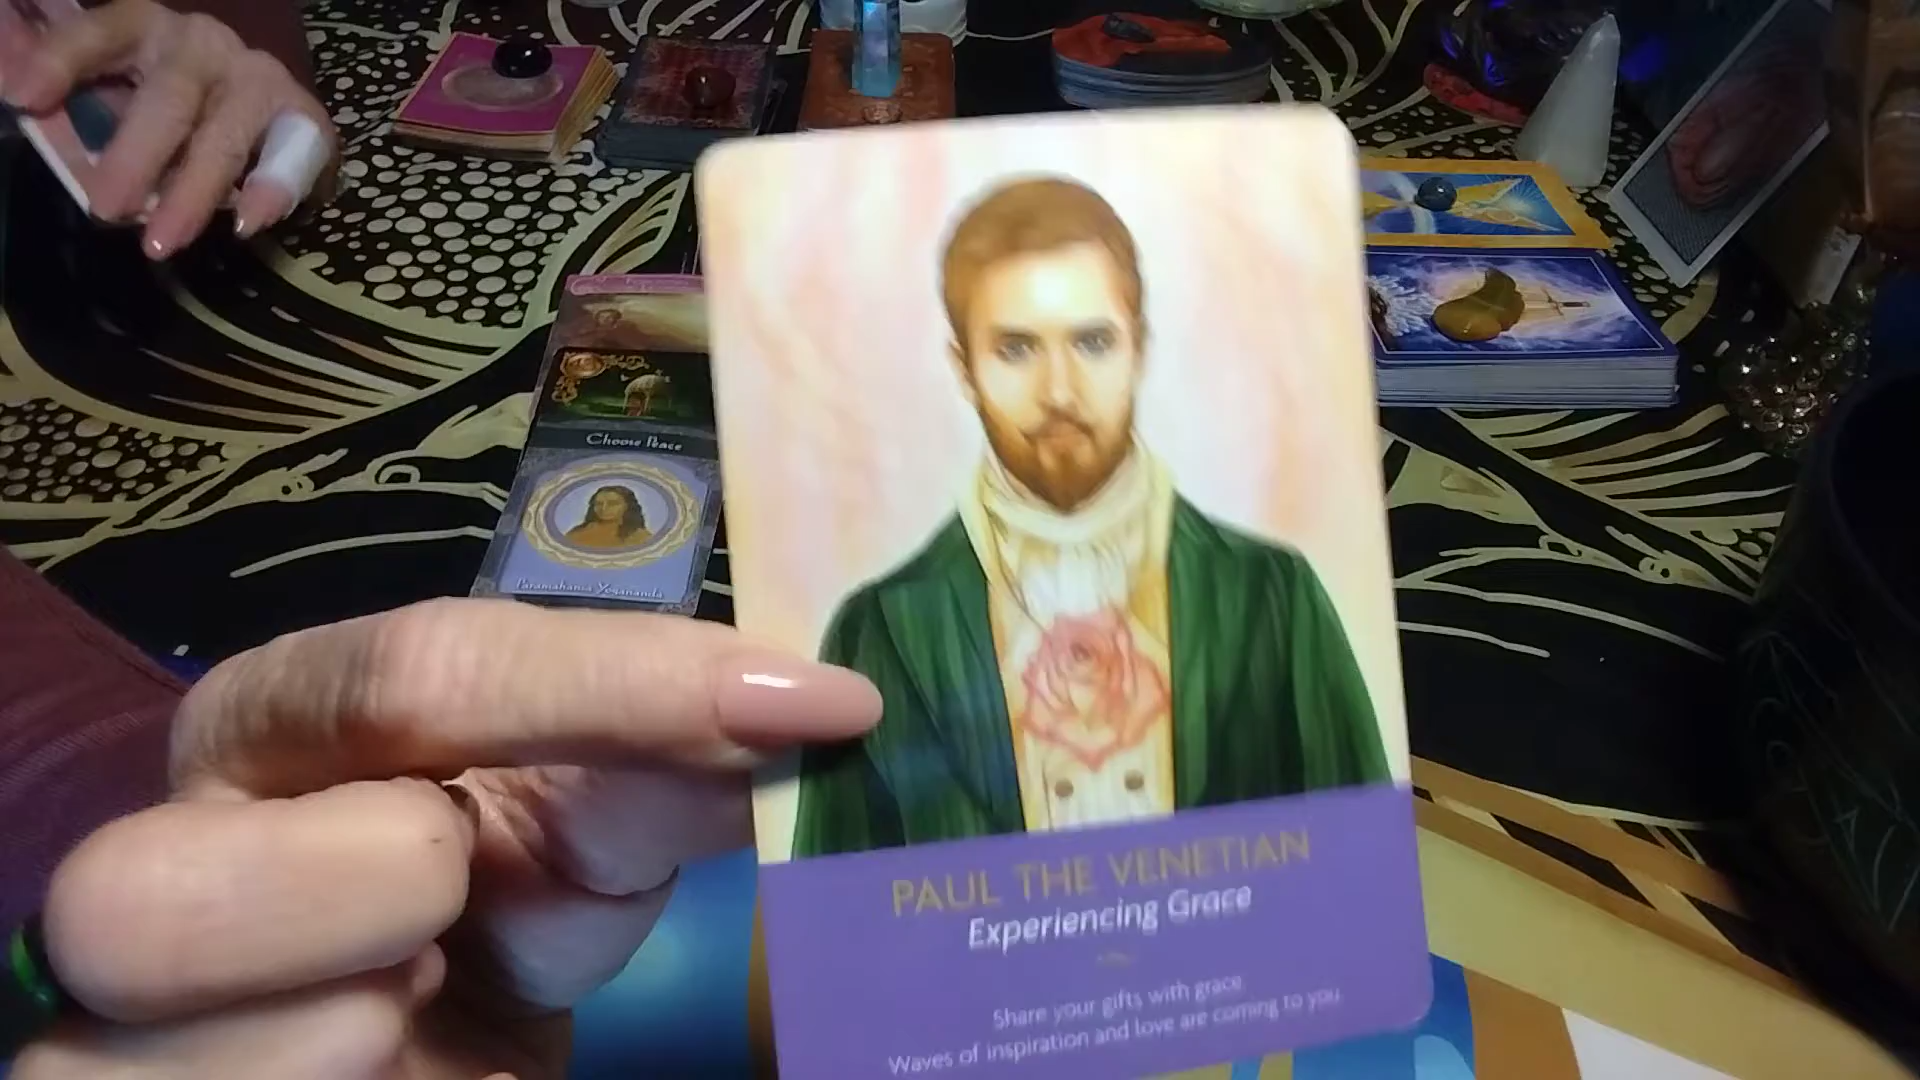 Choose Peace
Paramahansa Yogananda
PAUL THE VENETIAN
Experiencing Grace
Share your gifts with grace
Waves of inspiration and love are coming to you